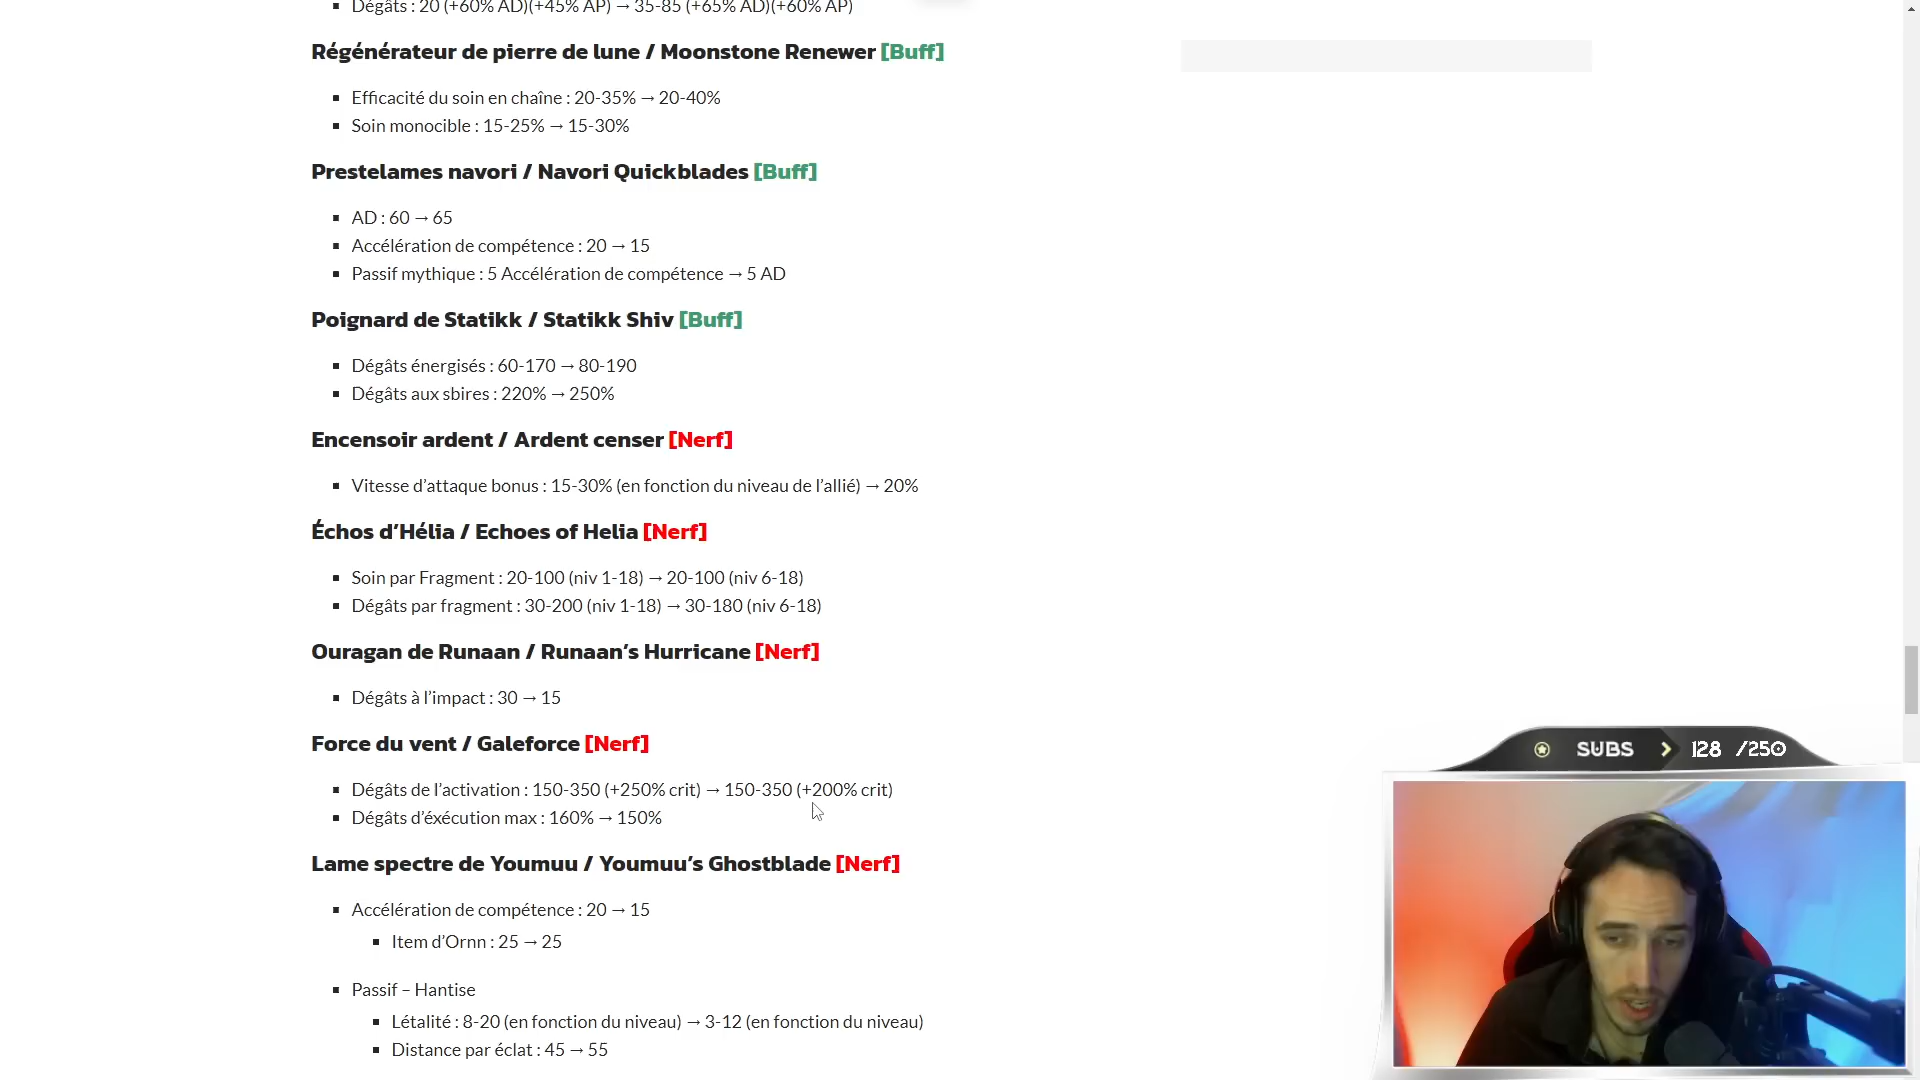 Dégâts : 20 (+60% AD)(+45% AP) → 35-85 (+65% AD)(+60% AP)
Régénérateur de pierre de lune / Moonstone Renewer [Buff]
Efficacité du soin en chaîne : 20-35% → 20-40%
Soin monocible : 15-25% → 15-30%
Prestelames navori / Navori Quickblades [Buff]
AD : 60 → 65
Accélération de compétence : 20 → 15
Passif mythique : 5 Accélération de compétence → 5 AD
Poignard de Statikk / Statikk Shiv [Buff]
Dégâts énergisés : 60-170 → 80-190
Dégâts aux sbires : 220% → 250%
Encensoir ardent / Ardent censer [Nerf]
Vitesse d’attaque bonus : 15-30% (en fonction du niveau de l’allié) → 20%
Échos d’Hélia / Echoes of Helia [Nerf]
Soin par Fragment : 20-100 (niv 1-18) → 20-100 (niv 6-18)
Dégâts par fragment : 30-200 (niv 1-18) → 30-180 (niv 6-18)
Ouragan de Runaan / Runaan’s Hurricane [Nerf]
Dégâts à l’impact : 30 → 15
Force du vent / Galeforce [Nerf]
Dégâts de l’activation : 150-350 (+250% crit) → 150-350 (+200% crit)
Dégâts d’éxécution max : 160% → 150%
Lame spectre de Youmuu / Youmuu’s Ghostblade [Nerf]
Accélération de compétence : 20 → 15
Item d’Ornn : 25 → 25
Passif – Hantise
Létalité : 8-20 (en fonction du niveau) → 3-12 (en fonction du niveau)
Distance par éclat : 45 → 55
SUBS > 128 /250